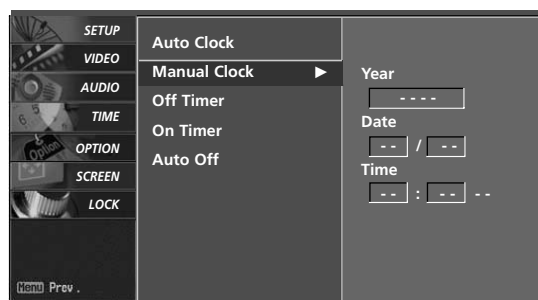 SETUP
VIDEO
AUDIO
TIME
OPTION
SCREEN
LOCK
Menu Prev .
Auto Clock
Manual Clock ►
Off Timer
On Timer
Auto Off
Year
- - - -
Date
- - / - -
Time
- - : - - - -